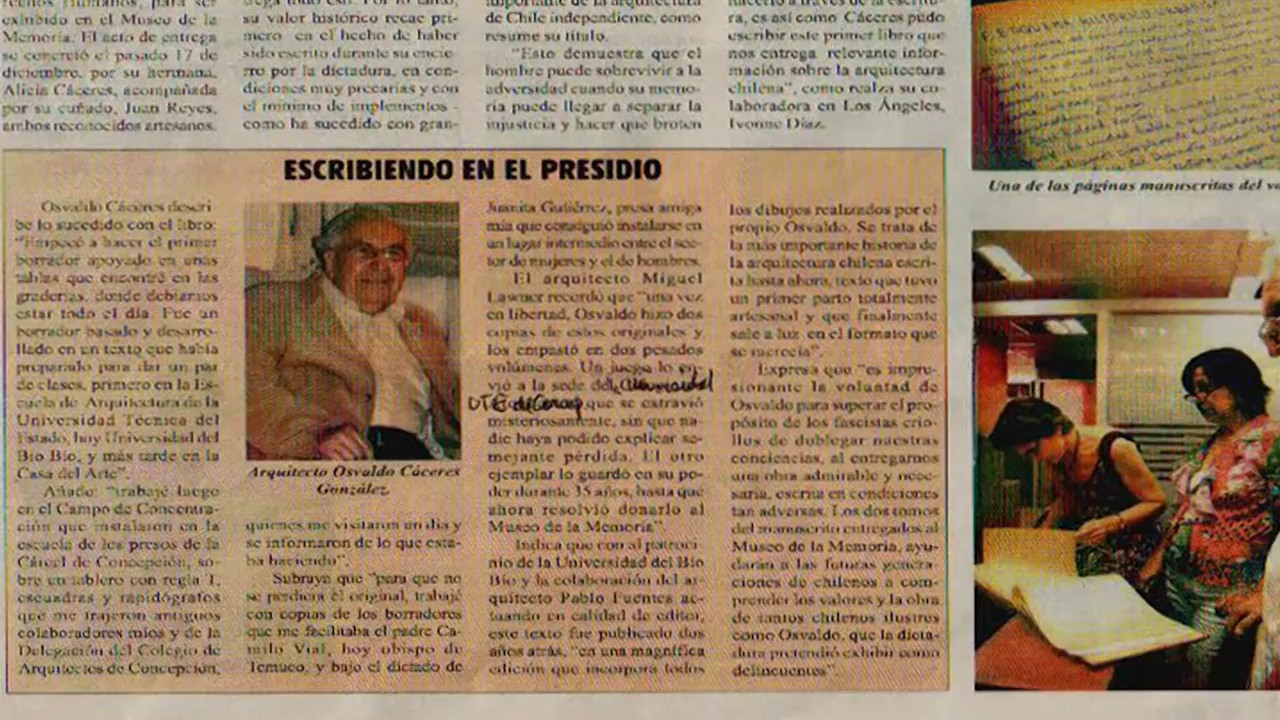 rechos Humanos, para ser
exhibido en el Museo de la
Memoria. El acto de entrega
se concretó el pasado 17 de
diciembre, por su hermana,
Alicia Cáceres, acompañada
por su cuñado, Juan Reyes,
ambos reconocidos artesanos.
su valor histórico recae pri-
mero en el hecho de haber
sido escrito durante su encie-
rro por la dictadura, en con-
diciones muy precarias y con
el mínimo de implementos -
como ha sucedido con gran-
importante de la arquitectura
de Chile independiente, como
resume su título.
"Esto demuestra que el
hombre puede sobrevivir a la
adversidad cuando su memo-
ria puede llegar a separar la
injusticia y hacer que broten
hacerlo a través de la escritu-
ra, es así como Cáceres pudo
escribir este primer libro que
nos entrega relevante infor-
mación sobre la arquitectura
chilena", como realza su co-
laboradora en Los Ángeles,
Ivonne Díaz.
Una de las páginas manuscritas del
ESCRIBIENDO EN EL PRESIDIO
Osvaldo Cáceres descri-
be lo sucedido con el libro:
"Empecé a hacer el primer
borrador apoyado en unas
tablas que encontré en las
graderías, donde debíamos
estar todo el día. Fue un
borrador basado y desarro-
llado en un texto que había
preparado para dar un par
de clases, primero en la Es-
cuela de Arquitectura de la
Universidad Técnica del
Estado, hoy Universidad del
Bío Bío, y más tarde en la
Casa del Arte".
Añade: "trabajé luego
en el Campo de Concentra-
ción que instalaron en la
escuela de los presos de la
Cárcel de Concepción, so-
bre un tablero con regla T,
escuadras y rapidógrafos
que me trajeron antiguos
colaboradores míos y de la
Delegación del Colegio de
Arquitectos de Concepción,
Arquitecto Osvaldo Cáceres
González.
quienes me visitaron un día y
se informaron de lo que esta-
ba haciendo".
Subraya que "para que no
se perdiera el original, trabajé
con copias de los borradores
que me facilitaba el padre Ca-
milo Vial, hoy obispo de
Temuco, y bajo el dictado de
Juanita Gutiérrez, presa amiga
mía que consiguió instalarse en
un lugar intermedio entre el sec-
tor de mujeres y el de hombres.
El arquitecto Miguel
Lawner recordó que "una vez
en libertad, Osvaldo hizo dos
copias de estos originales y
los empastó en dos pesados
volúmenes. Un juego lo en-
vió a la sede del
UTE que se extravió
misteriosamente, sin que na-
die haya podido explicar se-
mejante pérdida. El otro
ejemplar lo guardó en su po-
der durante 35 años, hasta que
ahora resolvió donarlo al
Museo de la Memoria".
Indica que con al patroci-
nio de la Universidad del Bío
Bío y la colaboración del ar-
quitecto Pablo Fuentes ac-
tuando en calidad de editor,
este texto fue publicado dos
años atrás, "en una magnífica
edición que incorpora todos
los dibujos realizados por el
propio Osvaldo. Se trata de
la más importante historia de
la arquitectura chilena escri-
ta hasta ahora, texto que tuvo
un primer parto totalmente
artesanal y que finalmente
sale a luz en el formato que
se merecía".
Expresa que "es impre-
sionante la voluntad de
Osvaldo para superar el pro-
pósito de los fascistas crio-
llos de doblegar nuestras
conciencias, al entregarnos
una obra admirable y nece-
saria, escrita en condiciones
tan adversas. Los dos tomos
del manuscrito entregados al
Museo de la Memoria, ayu-
darán a las futuras genera-
ciones de chilenos a com-
prender los valores y la obra
de tantos chilenos ilustres
como Osvaldo, que la dicta-
dura pretendió exhibir como
delincuentes".